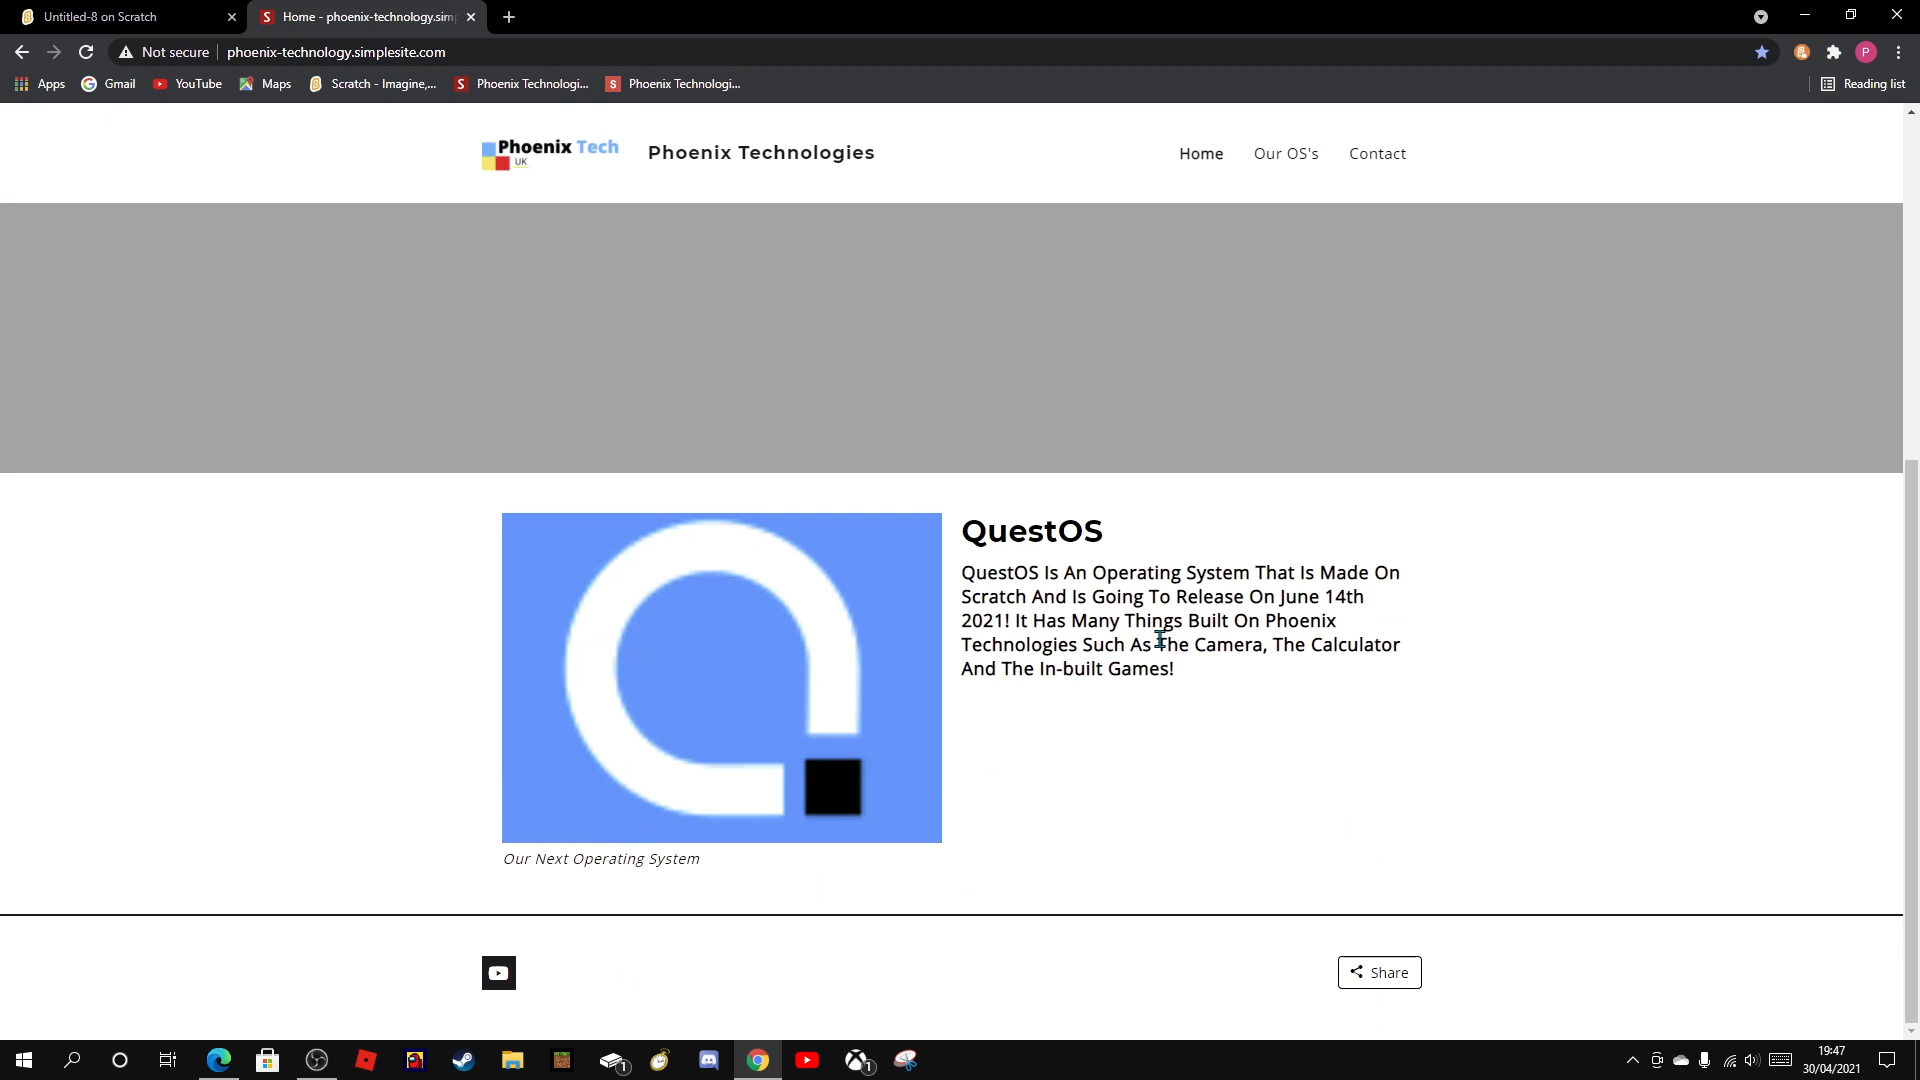 Untitled-8 on Scratch
Home - phoenix-technology.sim
Not secure
phoenix-technology.simplesite.com
P
Apps
Gmail
YouTube
Maps
Scratch - Imagine,...
Phoenix Technologi...
Phoenix Technologi...
Reading list
Phoenix Tech
UK
Phoenix Technologies
Home
Our OS's
Contact
QuestOS
QuestOS Is An Operating System That Is Made On
Scratch And Is Going To Release On June 14th
2021! It Has Many Things Built On Phoenix
Technologies Such As The Camera, The Calculator
And The In-built Games!
Our Next Operating System
Share
1
1
19:47
30/04/2021